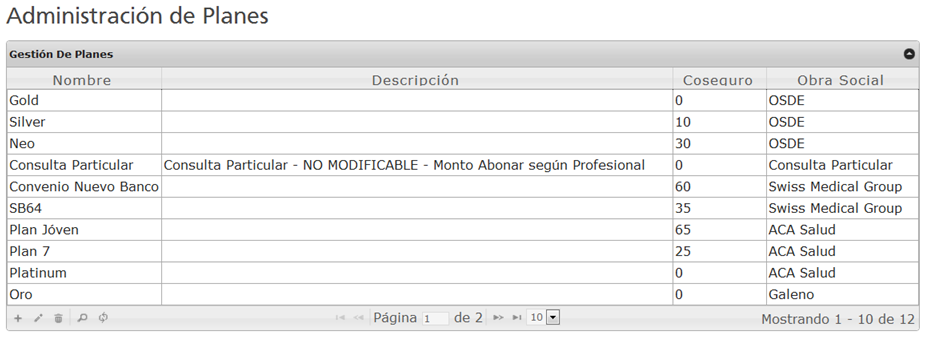 Administración de Planes
Gestión De Planes
Nombre Descripción Coseguro Obra Social
Gold 0 OSDE
Silver 10 OSDE
Neo 30 OSDE
Consulta Particular Consulta Particular - NO MODIFICABLE - Monto Abonar según Profesional 0 Consulta Particular
Convenio Nuevo Banco 60 Swiss Medical Group
SB64 35 Swiss Medical Group
Plan Jóven 65 ACA Salud
Plan 7 25 ACA Salud
Platinum 0 ACA Salud
Oro 0 Galeno
Página 1 de 2 10 Mostrando 1 - 10 de 12